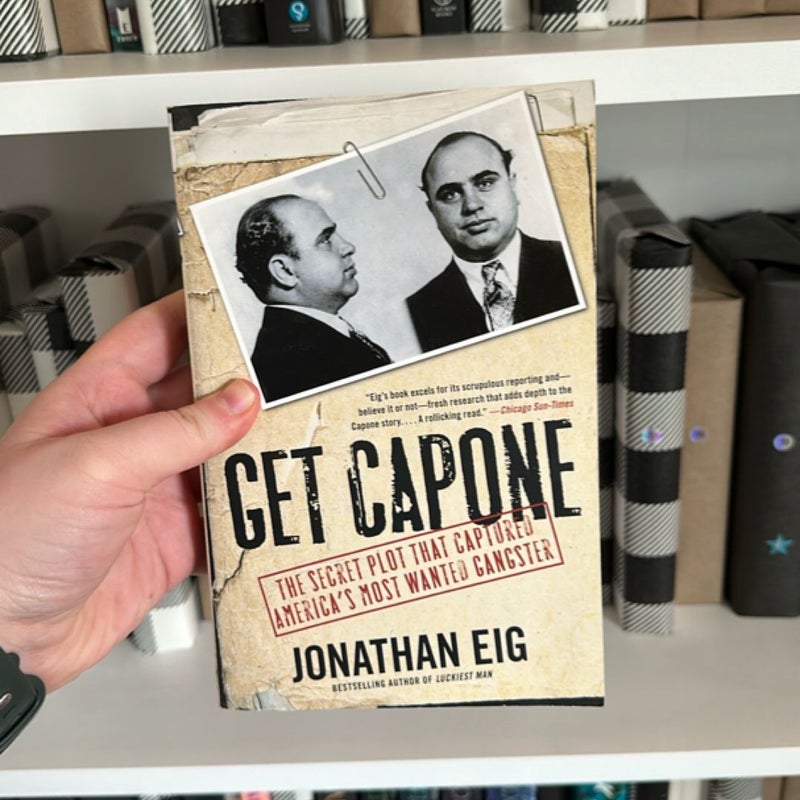 "Eig's book excels for its scrupulous reporting and—
believe it or not—fresh research that adds depth to the
Capone story. . . . A rollicking read." —Chicago Sun-Times
GET CAPONE
THE SECRET PLOT THAT CAPTURED
AMERICA'S MOST WANTED GANGSTER
JONATHAN EIG
BESTSELLING AUTHOR OF LUCKIEST MAN